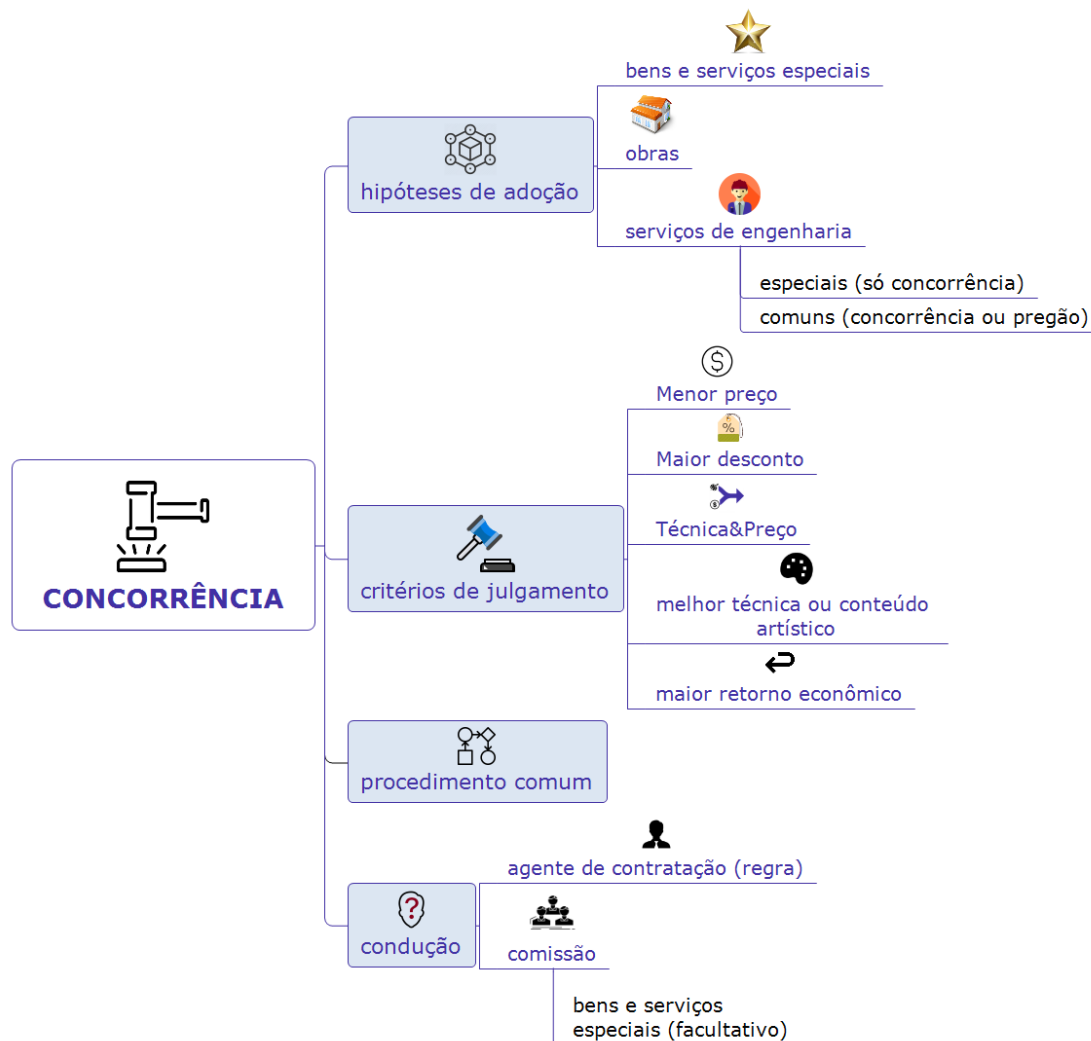 CONCORRÊNCIA
hipóteses de adoção
bens e serviços especiais
obras
serviços de engenharia
especiais (só concorrência)
comuns (concorrência ou pregão)
critérios de julgamento
$
Menor preço
%
Maior desconto
$
Técnica&Preço
melhor técnica ou conteúdo
artístico
maior retorno econômico
procedimento comum
?
condução
agente de contratação (regra)
comissão
bens e serviços
especiais (facultativo)